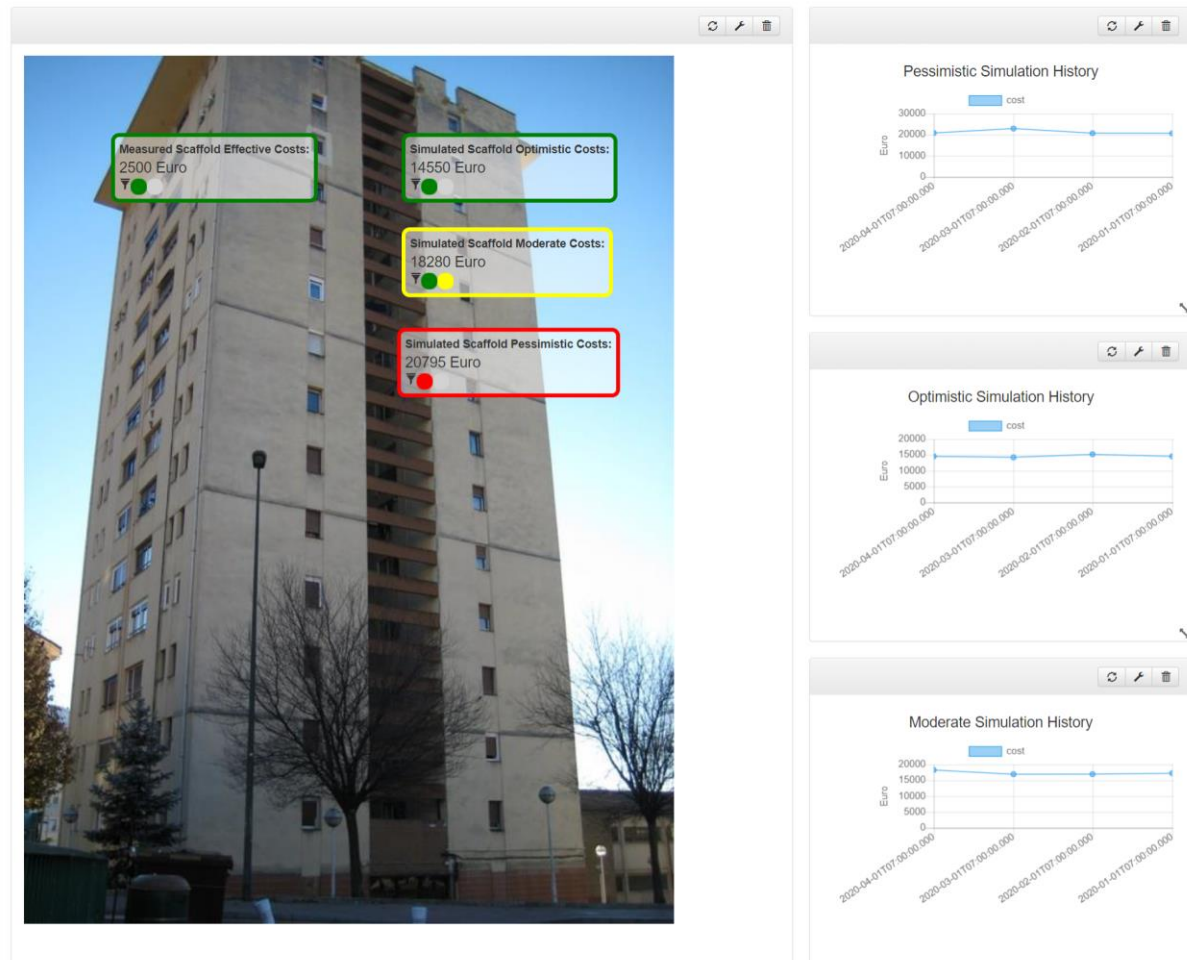 Measured Scaffold Effective Costs:
2500 Euro
Simulated Scaffold Optimistic Costs:
14550 Euro
Simulated Scaffold Moderate Costs:
18280 Euro
Simulated Scaffold Pessimistic Costs:
20795 Euro
Pessimistic Simulation History
cost
30000
20000
10000
0
Euro
2020-04-01T07:00:00.000
2020-03-01T07:00:00.000
2020-02-01T07:00:00.000
2020-01-01T07:00:00.000
Optimistic Simulation History
cost
20000
15000
10000
5000
0
Euro
2020-04-01T07:00:00.000
2020-03-01T07:00:00.000
2020-02-01T07:00:00.000
2020-01-01T07:00:00.000
Moderate Simulation History
cost
20000
15000
10000
5000
0
Euro
2020-04-01T07:00:00.000
2020-03-01T07:00:00.000
2020-02-01T07:00:00.000
2020-01-01T07:00:00.000